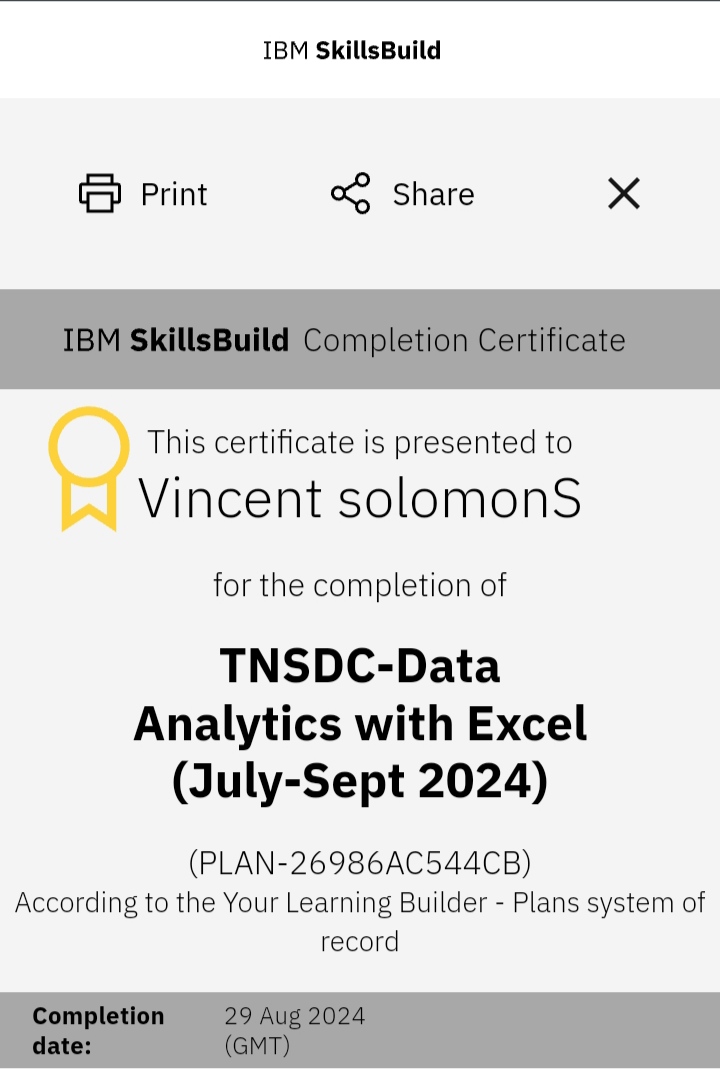 IBM SkillsBuild
Print Share
IBM SkillsBuild Completion Certificate
This certificate is presented to
Vincent solomonS
for the completion of
TNSDC-Data
Analytics with Excel
(July-Sept 2024)
(PLAN-26986AC544CB)
According to the Your Learning Builder - Plans system of
record
Completion 29 Aug 2024
date: (GMT)